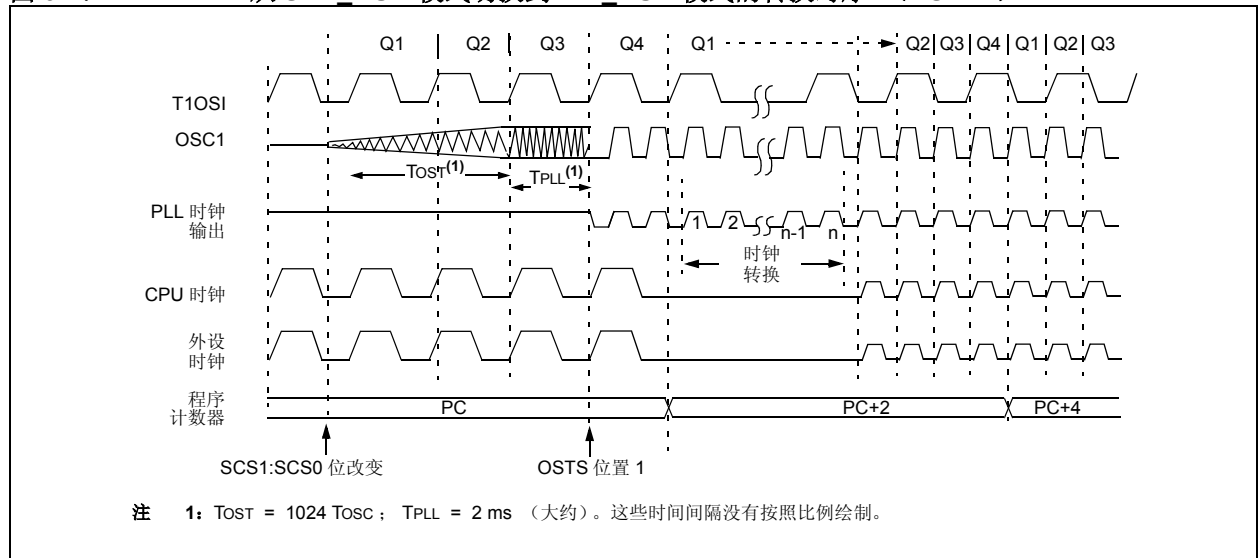 Q1 Q2 Q3 Q4 Q1 Q2 Q3 Q4 Q1 Q2 Q3
T1OSI
OSC1
TOST(1) TPLL(1)
PLL 时钟
输出
1 2 n-1 n
时钟
转换
CPU 时钟
外设
时钟
程序
计数器
PC PC+2 PC+4
SCS1:SCS0 位改变 OSTS 位置 1
注 1: TOST = 1024 TOSC; TPLL = 2 ms (大约)。这些时间间隔没有按照比例绘制。